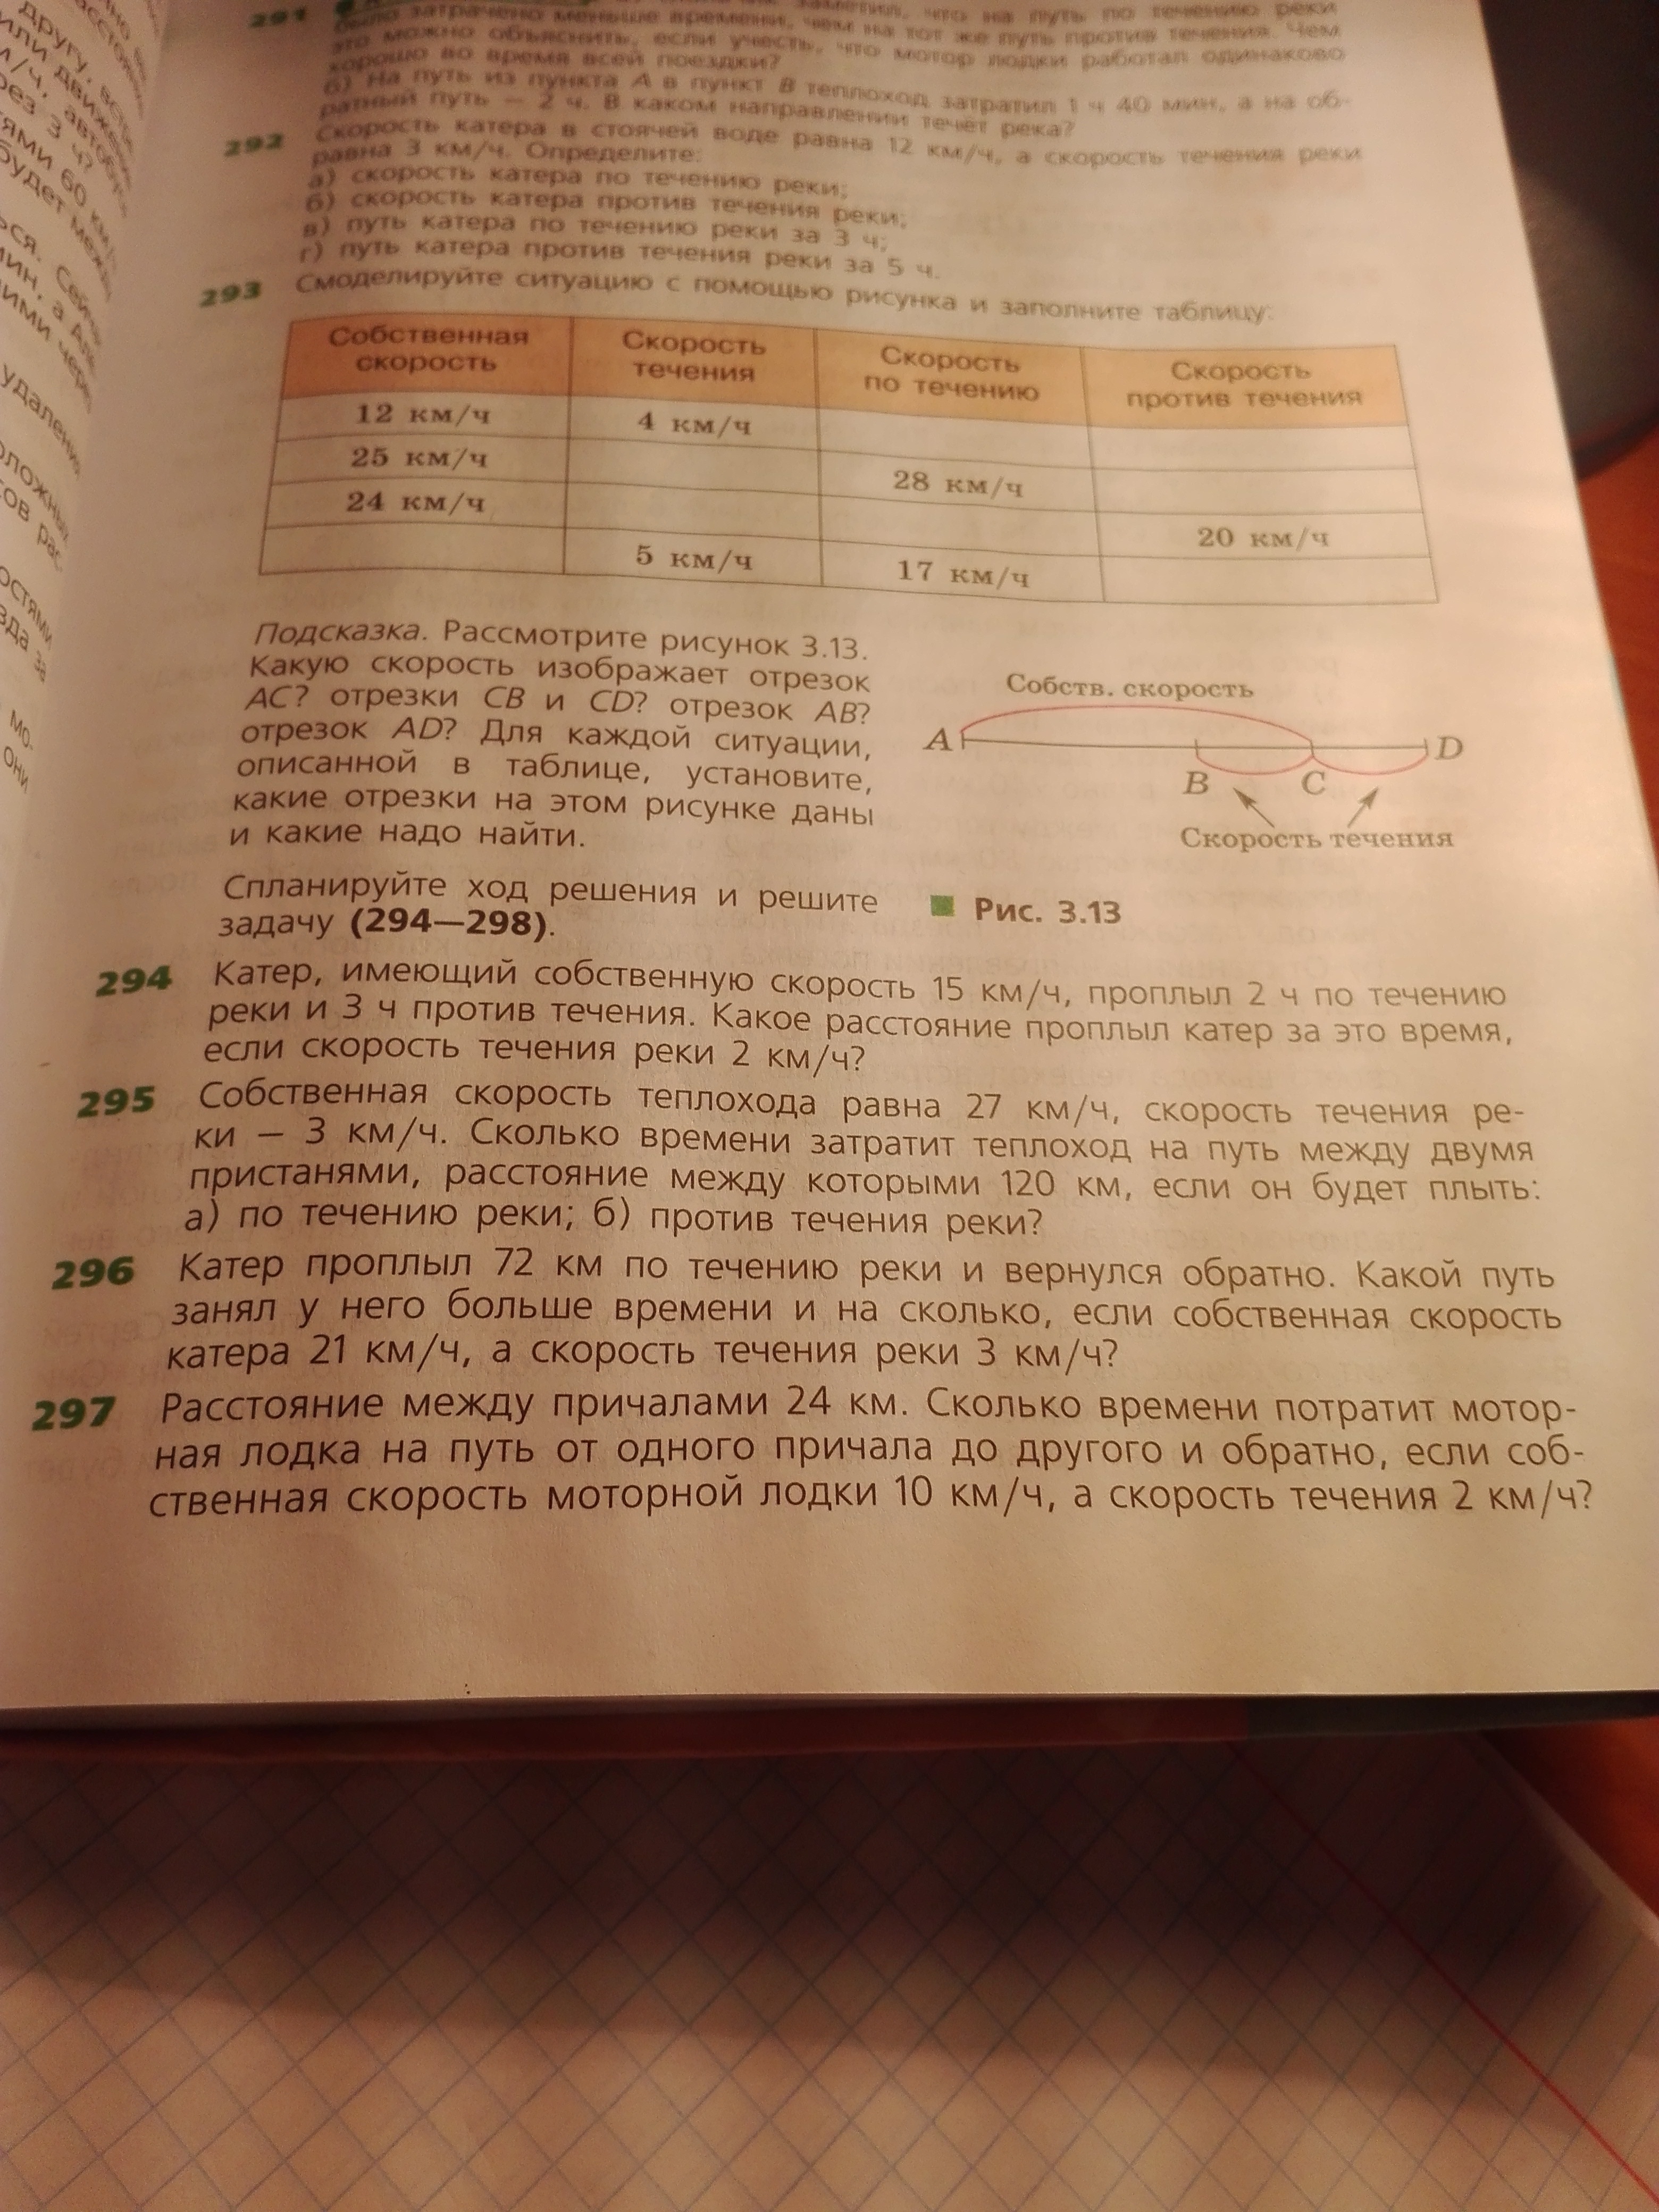 291 заметил, что на путь по течению реки
было затрачено меньше времени, чем на тот же путь против течения. Чем
это можно объяснить, если учесть, что мотор лодки работал одинаково
хорошо во время всей поездки?
б) На путь из пункта A в пункт B теплоход затратил 1 ч 40 мин, а на об-
ратный путь — 2 ч. В каком направлении течёт река?
292 Скорость катера в стоячей воде равна 12 км/ч, а скорость течения реки
равна 3 км/ч. Определите:
а) скорость катера по течению реки;
б) скорость катера против течения реки;
в) путь катера по течению реки за 3 ч;
г) путь катера против течения реки за 5 ч.
293 Смоделируйте ситуацию с помощью рисунка и заполните таблицу:
Собственная скорость Скорость течения Скорость по течению Скорость против течения
12 км/ч 4 км/ч
25 км/ч 28 км/ч
24 км/ч 20 км/ч
5 км/ч 17 км/ч
Подсказка. Рассмотрите рисунок 3.13.
Какую скорость изображает отрезок
AC? отрезки CB и CD? отрезок AB?
отрезок AD? Для каждой ситуации,
описанной в таблице, установите,
какие отрезки на этом рисунке даны
и какие надо найти.
Собств. скорость
A B C D
Скорость течения
Рис. 3.13
Спланируйте ход решения и решите
задачу (294—298).
294 Катер, имеющий собственную скорость 15 км/ч, проплыл 2 ч по течению
реки и 3 ч против течения. Какое расстояние проплыл катер за это время,
если скорость течения реки 2 км/ч?
295 Собственная скорость теплохода равна 27 км/ч, скорость течения ре-
ки — 3 км/ч. Сколько времени затратит теплоход на путь между двумя
пристанями, расстояние между которыми 120 км, если он будет плыть:
а) по течению реки; б) против течения реки?
296 Катер проплыл 72 км по течению реки и вернулся обратно. Какой путь
занял у него больше времени и на сколько, если собственная скорость
катера 21 км/ч, а скорость течения реки 3 км/ч?
297 Расстояние между причалами 24 км. Сколько времени потратит мотор-
ная лодка на путь от одного причала до другого и обратно, если соб-
ственная скорость моторной лодки 10 км/ч, а скорость течения 2 км/ч?